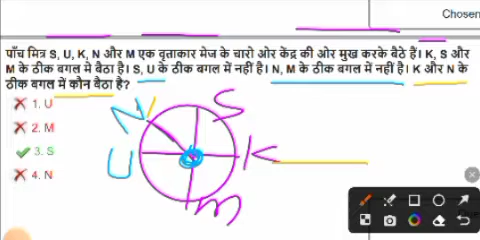 Chosen
पाँच मित्र S, U, K, N और M एक वृताकार मेज के चारो ओर केंद्र की ओर मुख करके बैठे हैं। K, S और
M के ठीक बगल में बैठा है। S, U के ठीक बगल में नहीं है। N, M के ठीक बगल में नहीं है। K और N के
ठीक बगल में कौन बैठा है?
1. U
2. M
3. S
4. N
N
S
U
K
M